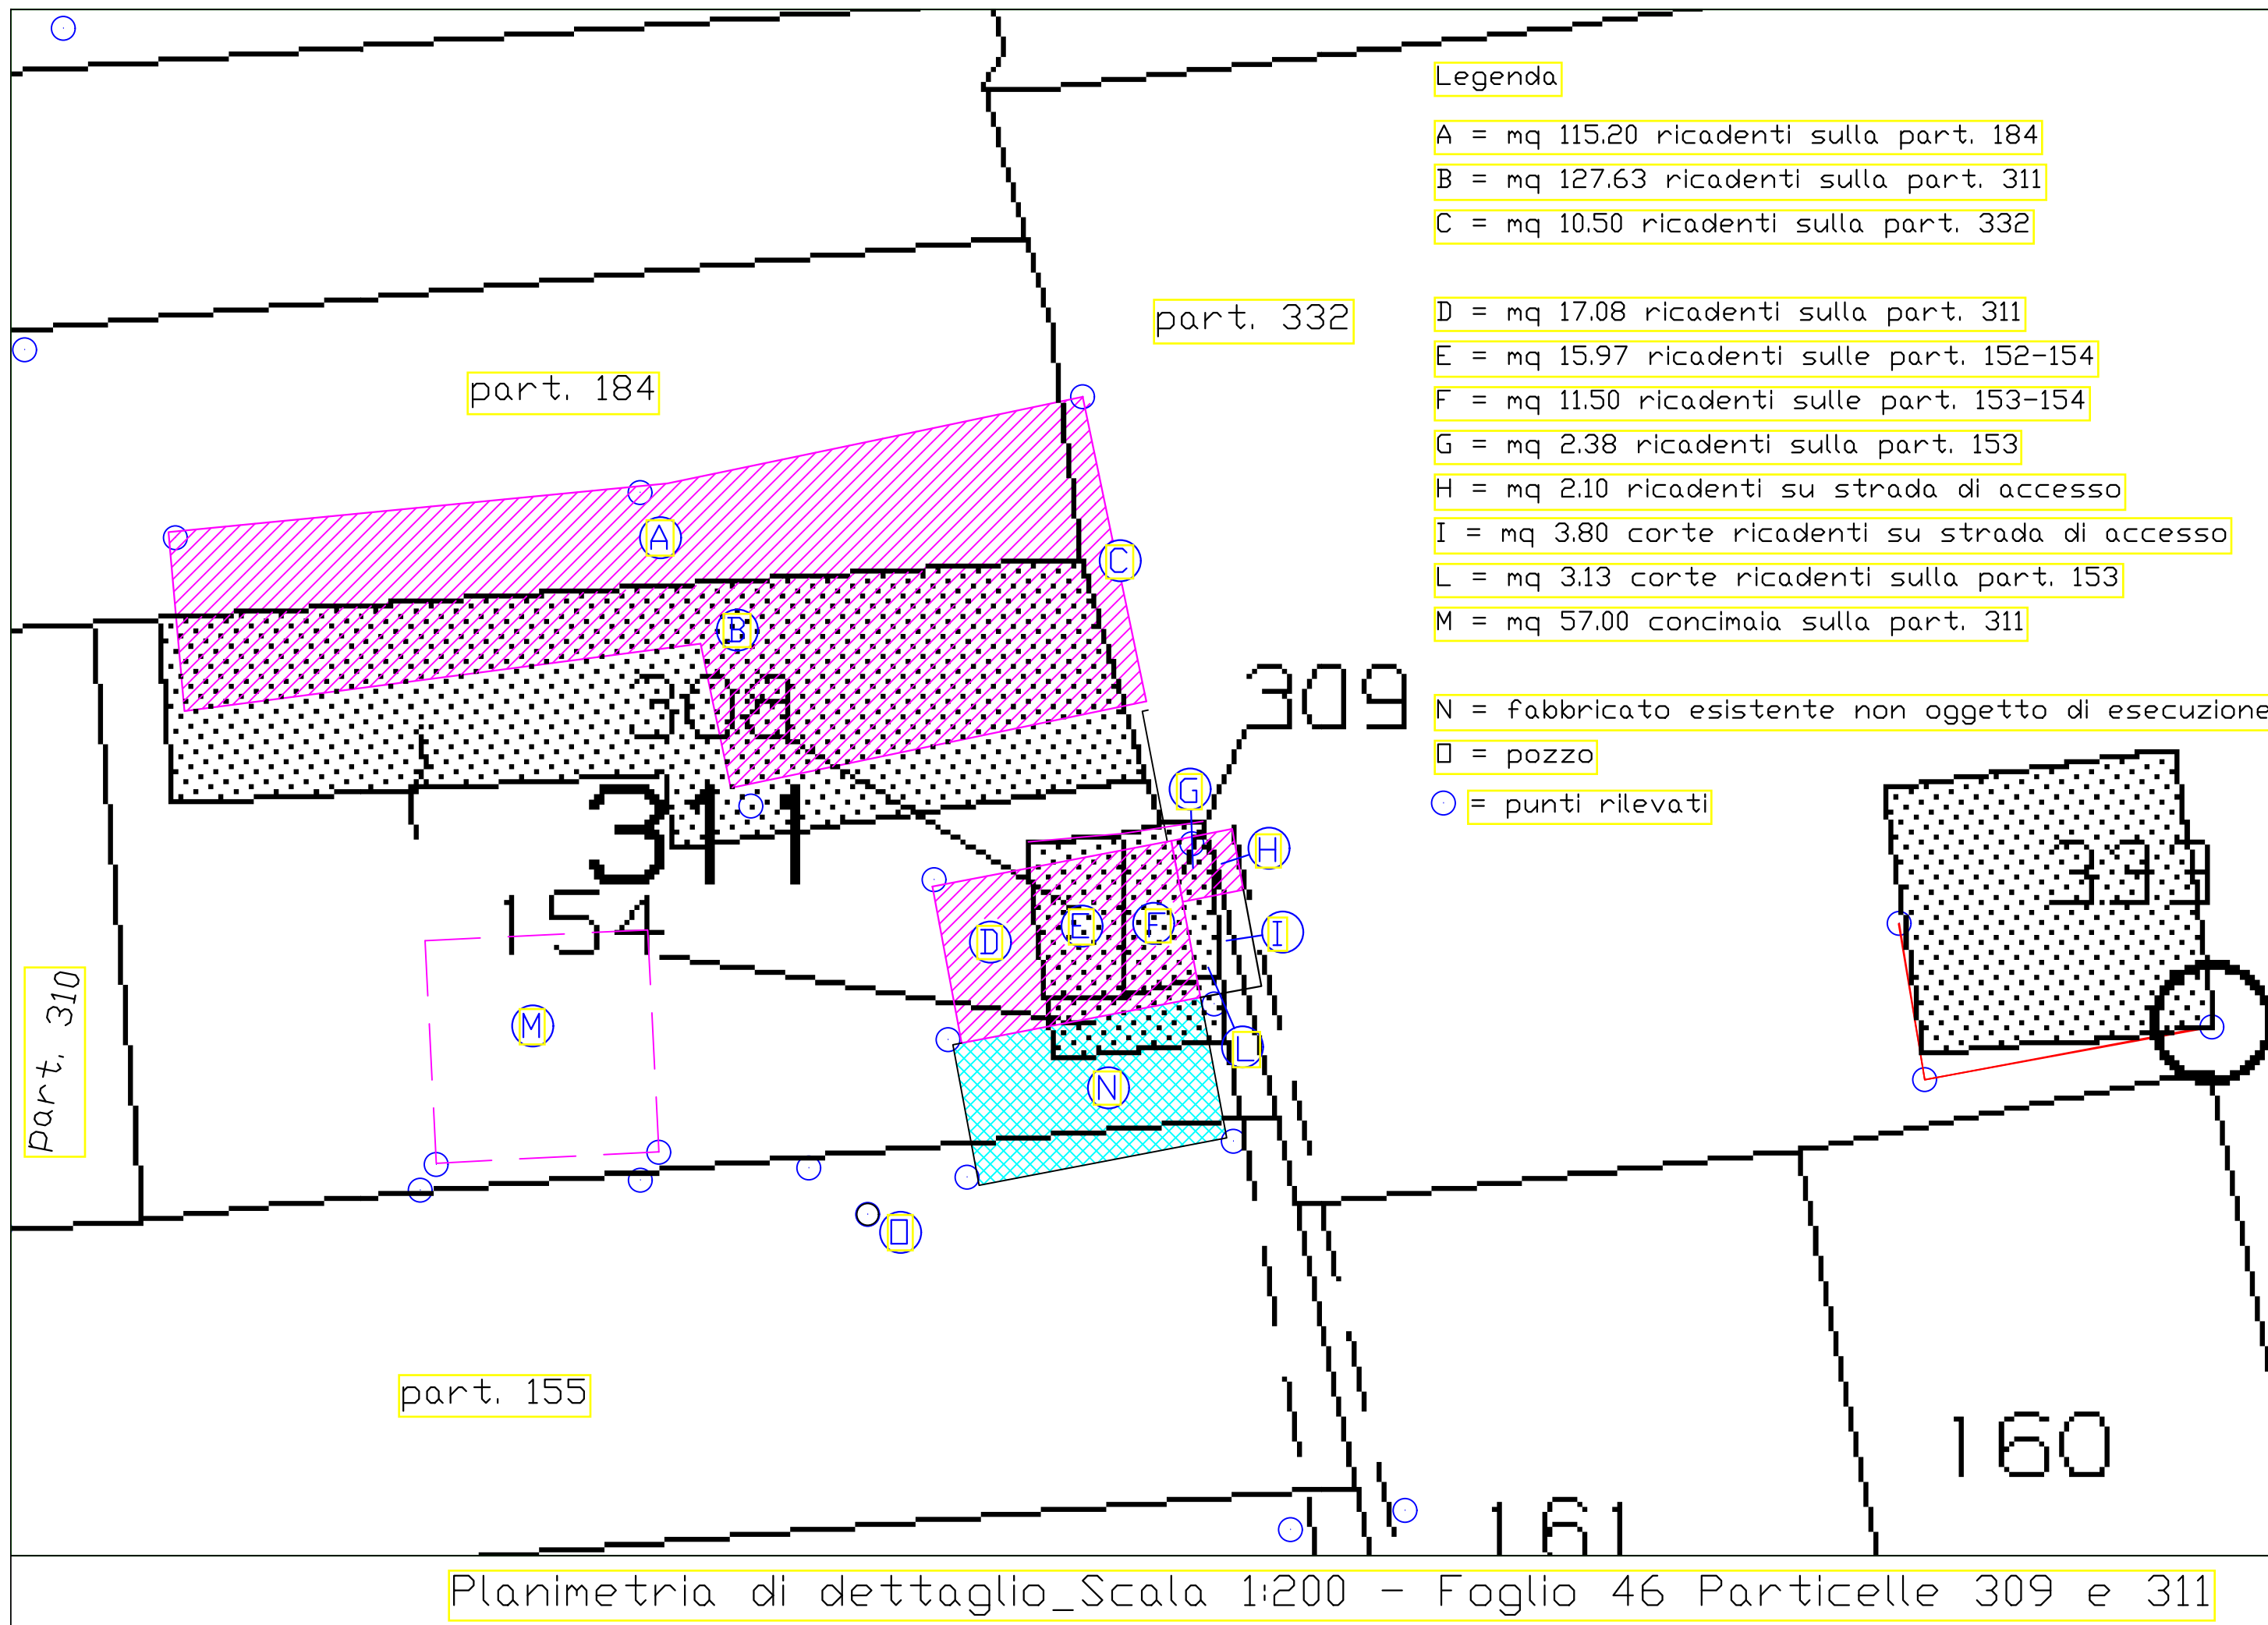 Legenda
A = mq 115.20 ricadenti sulla part. 184
B = mq 127.63 ricadenti sulla part. 311
C = mq 10.50 ricadenti sulla part. 332
D = mq 17.08 ricadenti sulla part. 311
E = mq 15.97 ricadenti sulle part. 152-154
F = mq 11.50 ricadenti sulle part. 153-154
G = mq 2.38 ricadenti sulla part. 153
H = mq 2.10 ricadenti su strada di accesso
I = mq 3.80 corte ricadenti su strada di accesso
L = mq 3.13 corte ricadenti sulla part. 153
M = mq 57.00 concimaia sulla part. 311
N = fabbricato esistente non oggetto di esecuzione
O = pozzo
= punti rilevati
part. 332
part. 184
A
C
B
309
308
G
311
H
331
154
E
F
D
I
part. 310
M
L
N
O
part. 155
160
161
Planimetria di dettaglio_Scala 1:200 - Foglio 46 Particelle 309 e 311